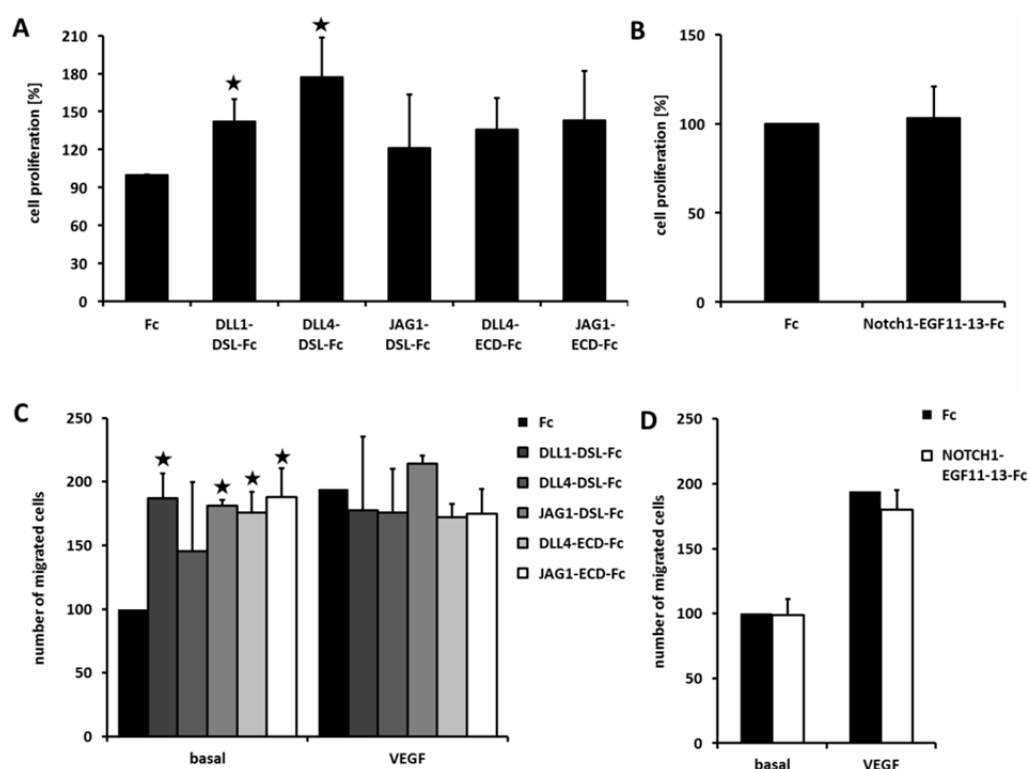 A
210
180
150
120
90
60
30
0
cell proliferation [%]
Fc
DLL1-
DSL-Fc
DLL4-
DSL-Fc
JAG1-
DSL-Fc
DLL4-
ECD-Fc
JAG1-
ECD-Fc
B
150
100
50
0
cell proliferation [%]
Fc
Notch1-EGF11-13-Fc
C
250
200
150
100
50
0
number of migrated cells
basal
VEGF
Fc
DLL1-DSL-Fc
DLL4-DSL-Fc
JAG1-DSL-Fc
DLL4-ECD-Fc
JAG1-ECD-Fc
D
250
200
150
100
50
0
number of migrated cells
basal
VEGF
Fc
NOTCH1-
EGF11-13-Fc